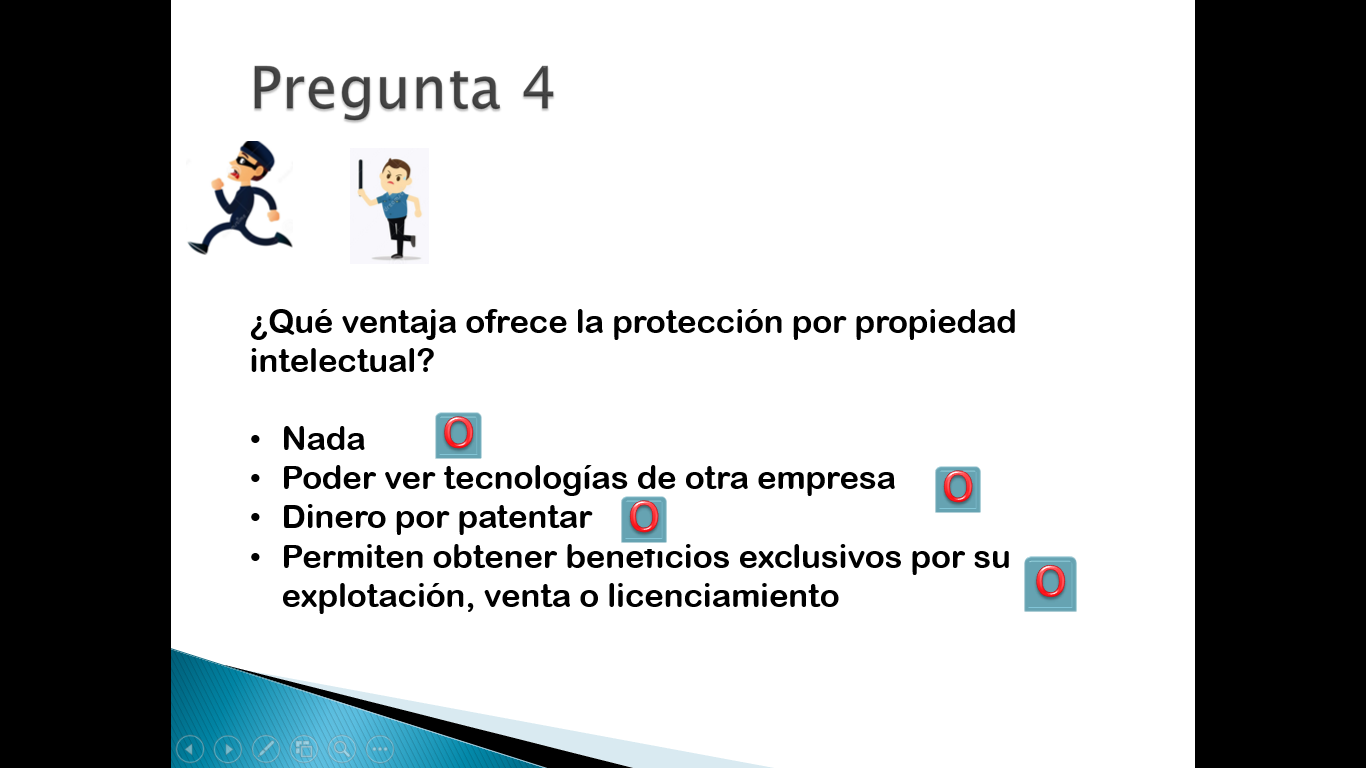 Pregunta 4
¿Qué ventaja ofrece la protección por propiedad
intelectual?
• Nada O
• Poder ver tecnologías de otra empresa O
• Dinero por patentar O
• Permiten obtener beneficios exclusivos por su
explotación, venta o licenciamiento O